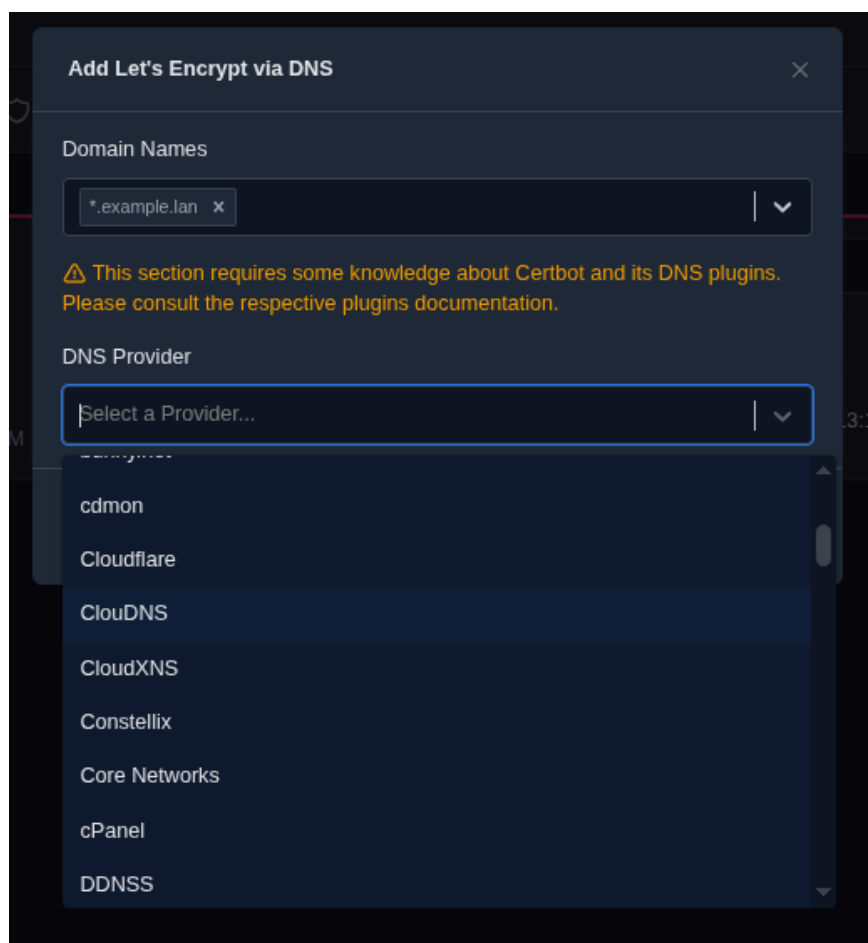 Add Let's Encrypt via DNS
Domain Names
*.example.lan
This section requires some knowledge about Certbot and its DNS plugins.
Please consult the respective plugins documentation.
DNS Provider
Select a Provider...
M
cdmon
Cloudflare
ClouDNS
CloudXNS
Constellix
Core Networks
cPanel
DDNSS